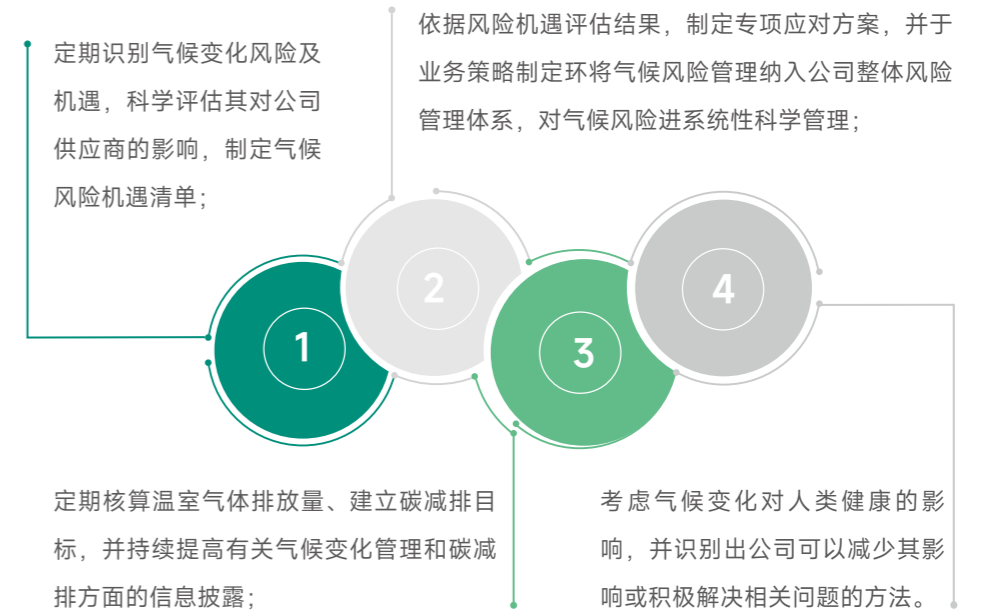 定期识别气候变化风险及
机遇，科学评估其对公司
供应商的影响，制定气候
风险机遇清单；
依据风险机遇评估结果，制定专项应对方案，并于
业务策略制定环将气候风险管理纳入公司整体风险
管理体系，对气候风险进系统性科学管理；
1
2
3
4
定期核算温室气体排放量、建立碳减排目
标，并持续提高有关气候变化管理和碳减
排方面的信息披露；
考虑气候变化对人类健康的影
响，并识别出公司可以减少其影
响或积极解决相关问题的方法。